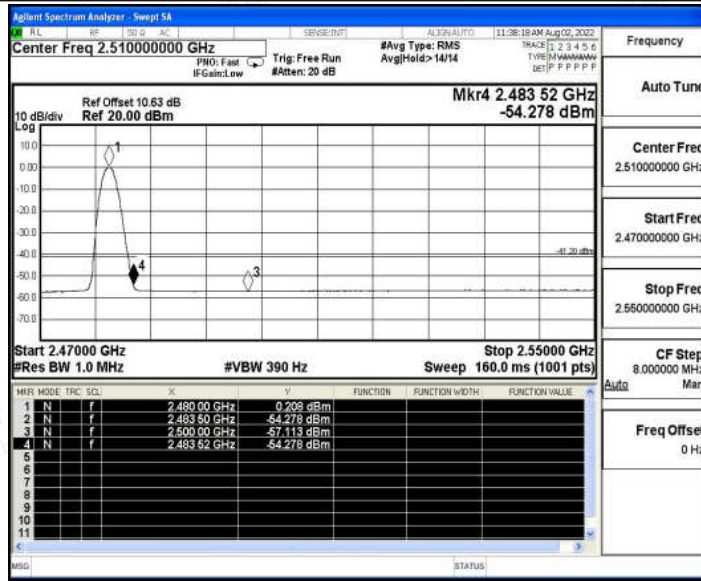 Agilent Spectrum Analyzer - Swept SA
RL RF 50 Ω AC SENSE:INT ALIGN AUTO 11:38:18 AM Aug 02, 2022
Center Freq 2.510000000 GHz #Avg Type: RMS TRACE 1 2 3 4 5 6
PNO: Fast Trig: Free Run Avg|Hold:>14/14 TYPE
IFGain:Low #Atten: 20 dB DET P P P P P P
Mkr4 2.483 52 GHz
-54.278 dBm
Ref Offset 10.63 dB
10 dB/div Ref 20.00 dBm
Log
10.0
0.00
-10.0
-20.0
-30.0
-40.0
-50.0
-60.0
-70.0
1
4
3
-41.20 dBm
Start 2.47000 GHz Stop 2.55000 GHz
#Res BW 1.0 MHz #VBW 390 Hz Sweep 160.0 ms (1001 pts)
MKR MODE TRC SCL X Y FUNCTION FUNCTION WIDTH FUNCTION VALUE
1 N f 2.480 00 GHz 0.208 dBm
2 N f 2.483 50 GHz -54.278 dBm
3 N f 2.500 00 GHz -57.113 dBm
4 N f 2.483 52 GHz -54.278 dBm
5
6
7
8
9
10
11
MSG STATUS
Frequency
Auto Tune
Center Freq
2.510000000 GHz
Start Freq
2.470000000 GHz
Stop Freq
2.550000000 GHz
CF Step
8.000000 MHz
Auto Man
Freq Offset
0 Hz